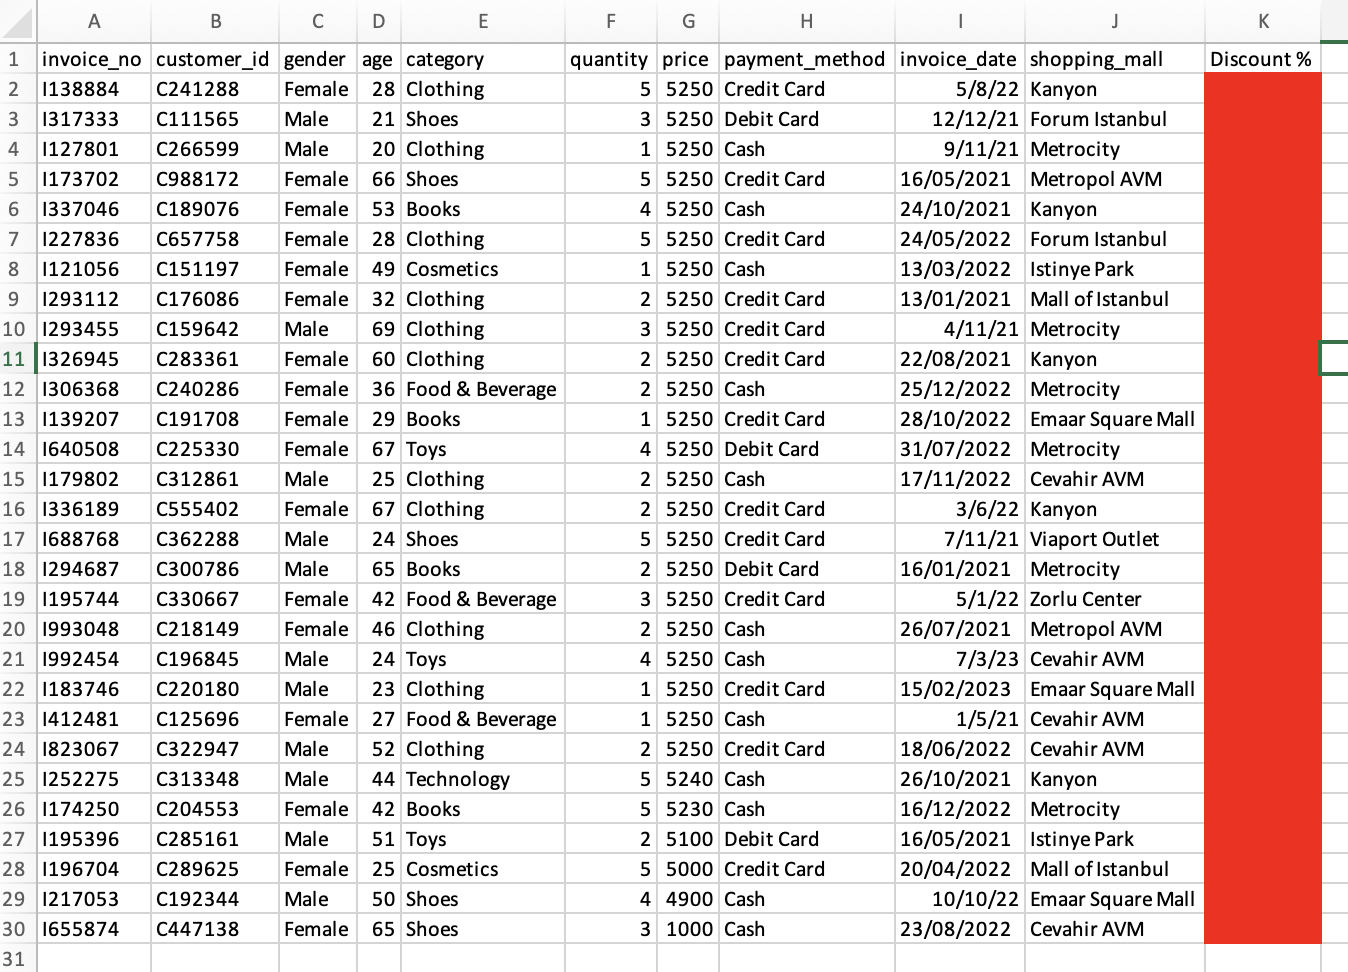 A B C D E F G H I J K
1 invoice_no customer_id gender age category quantity price payment_method invoice_date shopping_mall Discount %
2 I138884 C241288 Female 28 Clothing 5 5250 Credit Card 5/8/22 Kanyon
3 I317333 C111565 Male 21 Shoes 3 5250 Debit Card 12/12/21 Forum Istanbul
4 I127801 C266599 Male 20 Clothing 1 5250 Cash 9/11/21 Metrocity
5 I173702 C988172 Female 66 Shoes 5 5250 Credit Card 16/05/2021 Metropol AVM
6 I337046 C189076 Female 53 Books 4 5250 Cash 24/10/2021 Kanyon
7 I227836 C657758 Female 28 Clothing 5 5250 Credit Card 24/05/2022 Forum Istanbul
8 I121056 C151197 Female 49 Cosmetics 1 5250 Cash 13/03/2022 Istinye Park
9 I293112 C176086 Female 32 Clothing 2 5250 Credit Card 13/01/2021 Mall of Istanbul
10 I293455 C159642 Male 69 Clothing 3 5250 Credit Card 4/11/21 Metrocity
11 I326945 C283361 Female 60 Clothing 2 5250 Credit Card 22/08/2021 Kanyon
12 I306368 C240286 Female 36 Food & Beverage 2 5250 Cash 25/12/2022 Metrocity
13 I139207 C191708 Female 29 Books 1 5250 Credit Card 28/10/2022 Emaar Square Mall
14 I640508 C225330 Female 67 Toys 4 5250 Debit Card 31/07/2022 Metrocity
15 I179802 C312861 Male 25 Clothing 2 5250 Cash 17/11/2022 Cevahir AVM
16 I336189 C555402 Female 67 Clothing 2 5250 Credit Card 3/6/22 Kanyon
17 I688768 C362288 Male 24 Shoes 5 5250 Credit Card 7/11/21 Viaport Outlet
18 I294687 C300786 Male 65 Books 2 5250 Debit Card 16/01/2021 Metrocity
19 I195744 C330667 Female 42 Food & Beverage 3 5250 Credit Card 5/1/22 Zorlu Center
20 I993048 C218149 Female 46 Clothing 2 5250 Cash 26/07/2021 Metropol AVM
21 I992454 C196845 Male 24 Toys 4 5250 Cash 7/3/23 Cevahir AVM
22 I183746 C220180 Male 23 Clothing 1 5250 Credit Card 15/02/2023 Emaar Square Mall
23 I412481 C125696 Female 27 Food & Beverage 1 5250 Cash 1/5/21 Cevahir AVM
24 I823067 C322947 Male 52 Clothing 2 5250 Credit Card 18/06/2022 Cevahir AVM
25 I252275 C313348 Male 44 Technology 5 5240 Cash 26/10/2021 Kanyon
26 I174250 C204553 Female 42 Books 5 5230 Cash 16/12/2022 Metrocity
27 I195396 C285161 Male 51 Toys 2 5100 Debit Card 16/05/2021 Istinye Park
28 I196704 C289625 Female 25 Cosmetics 5 5000 Credit Card 20/04/2022 Mall of Istanbul
29 I217053 C192344 Male 50 Shoes 4 4900 Cash 10/10/22 Emaar Square Mall
30 I655874 C447138 Female 65 Shoes 3 1000 Cash 23/08/2022 Cevahir AVM
31